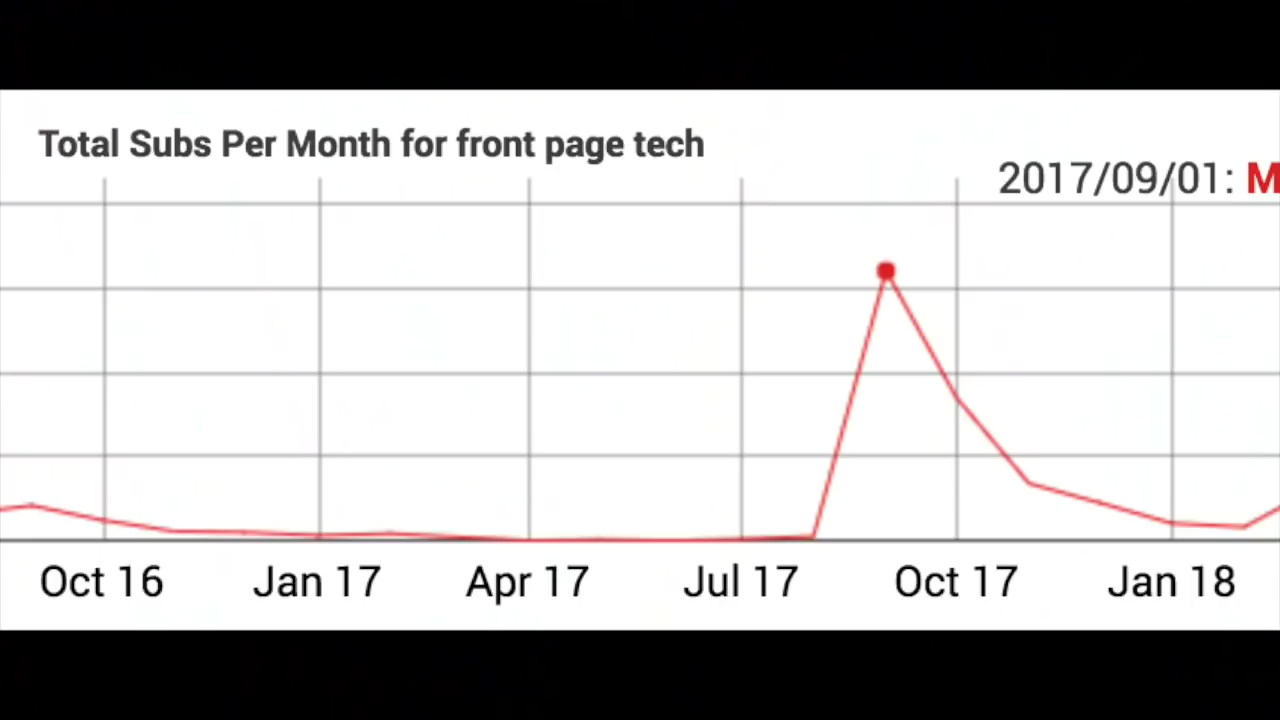 Total Subs Per Month for front page tech
2017/09/01: M
Oct 16 Jan 17 Apr 17 Jul 17 Oct 17 Jan 18